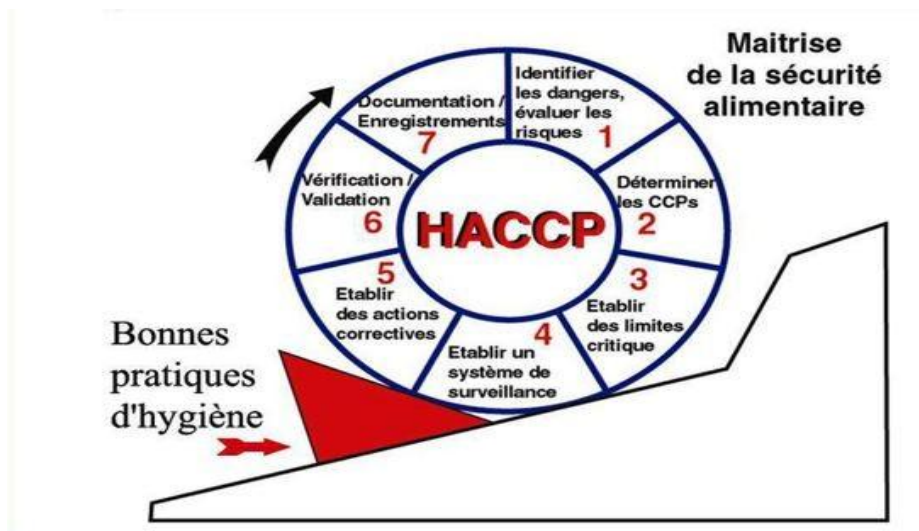 Maitrise
de la sécurité
alimentaire
Identifier
les dangers,
évaluer les
risques
1
Déterminer
les CCPs
2
3
Etablir
des limites
critique
4
Etablir un
système de
surveillance
5
Etablir
des actions
correctives
Vérification /
Validation
6
Documentation /
Enregistrements
7
HACCP
Bonnes
pratiques
d'hygiène